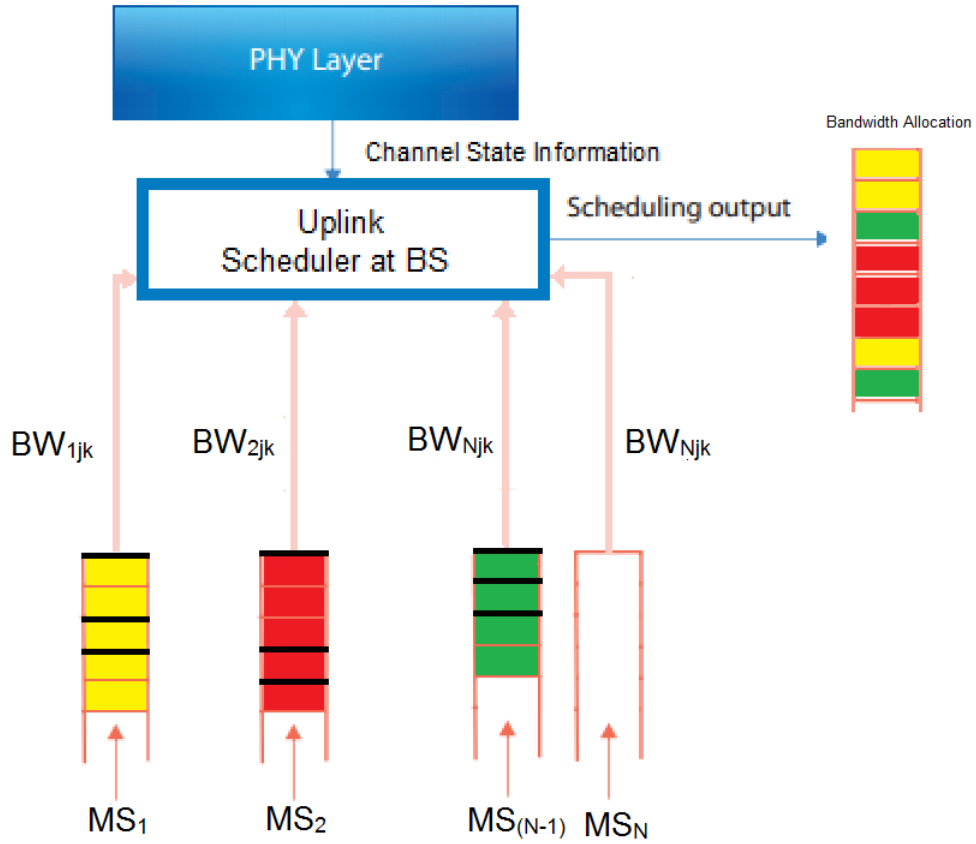 PHY Layer
Bandwidth Allocation
Channel State Information
Uplink
Scheduler at BS
Scheduling output
BW1jk
BW2jk
BWNjk
BWNjk
MS1
MS2
MS(N-1)
MSN